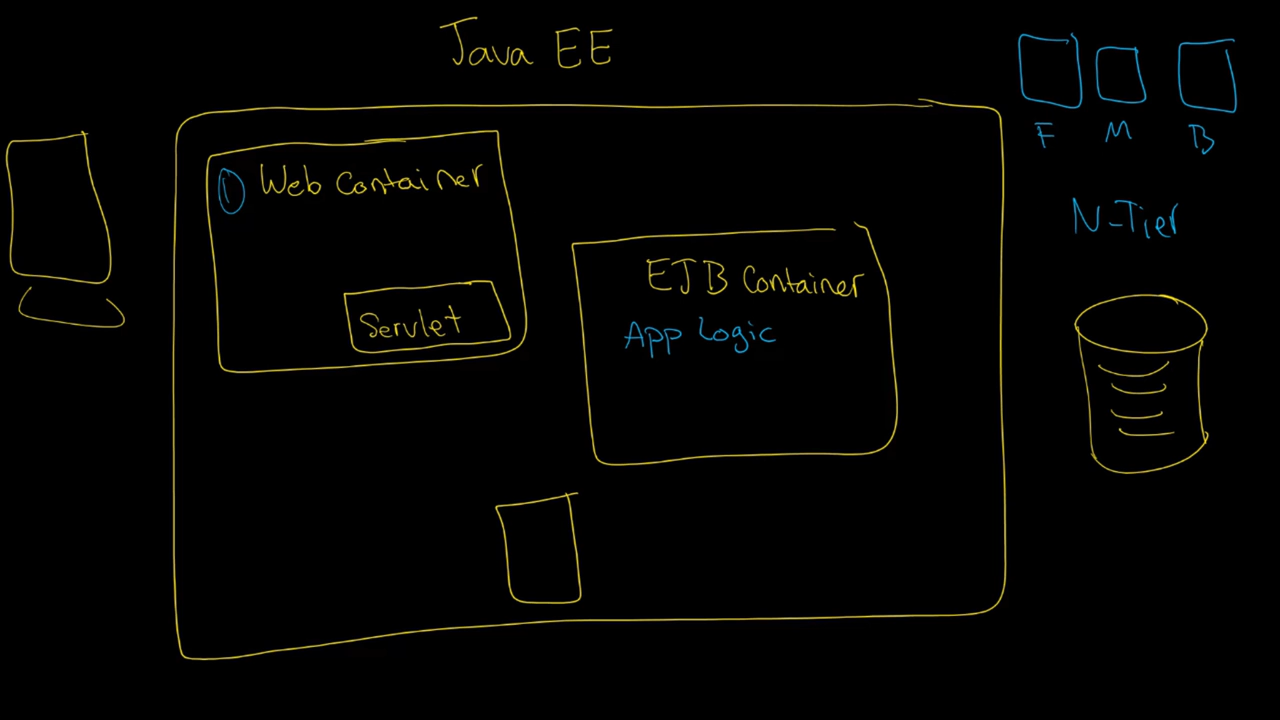 Java EE
F M B
① Web Container
N-Tier
EJB Container
Servlet
App Logic